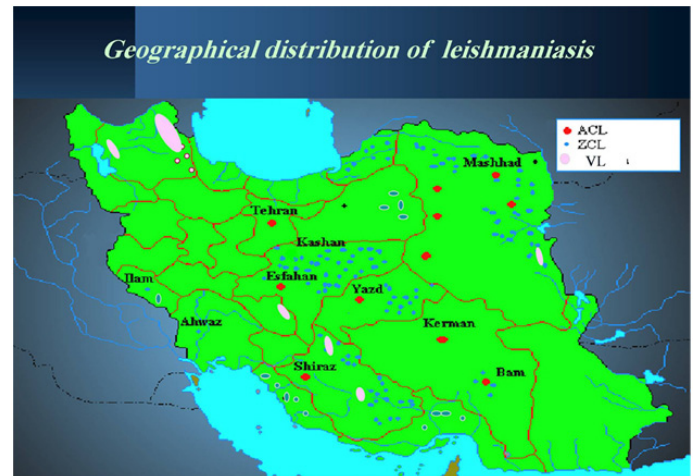 Geographical distribution of leishmaniasis
ACL
ZCL
VL
Mashhad
Tehran
Kashan
Esfahan
Ilam
Yazd
Ahwaz
Kerman
Shiraz
Bam